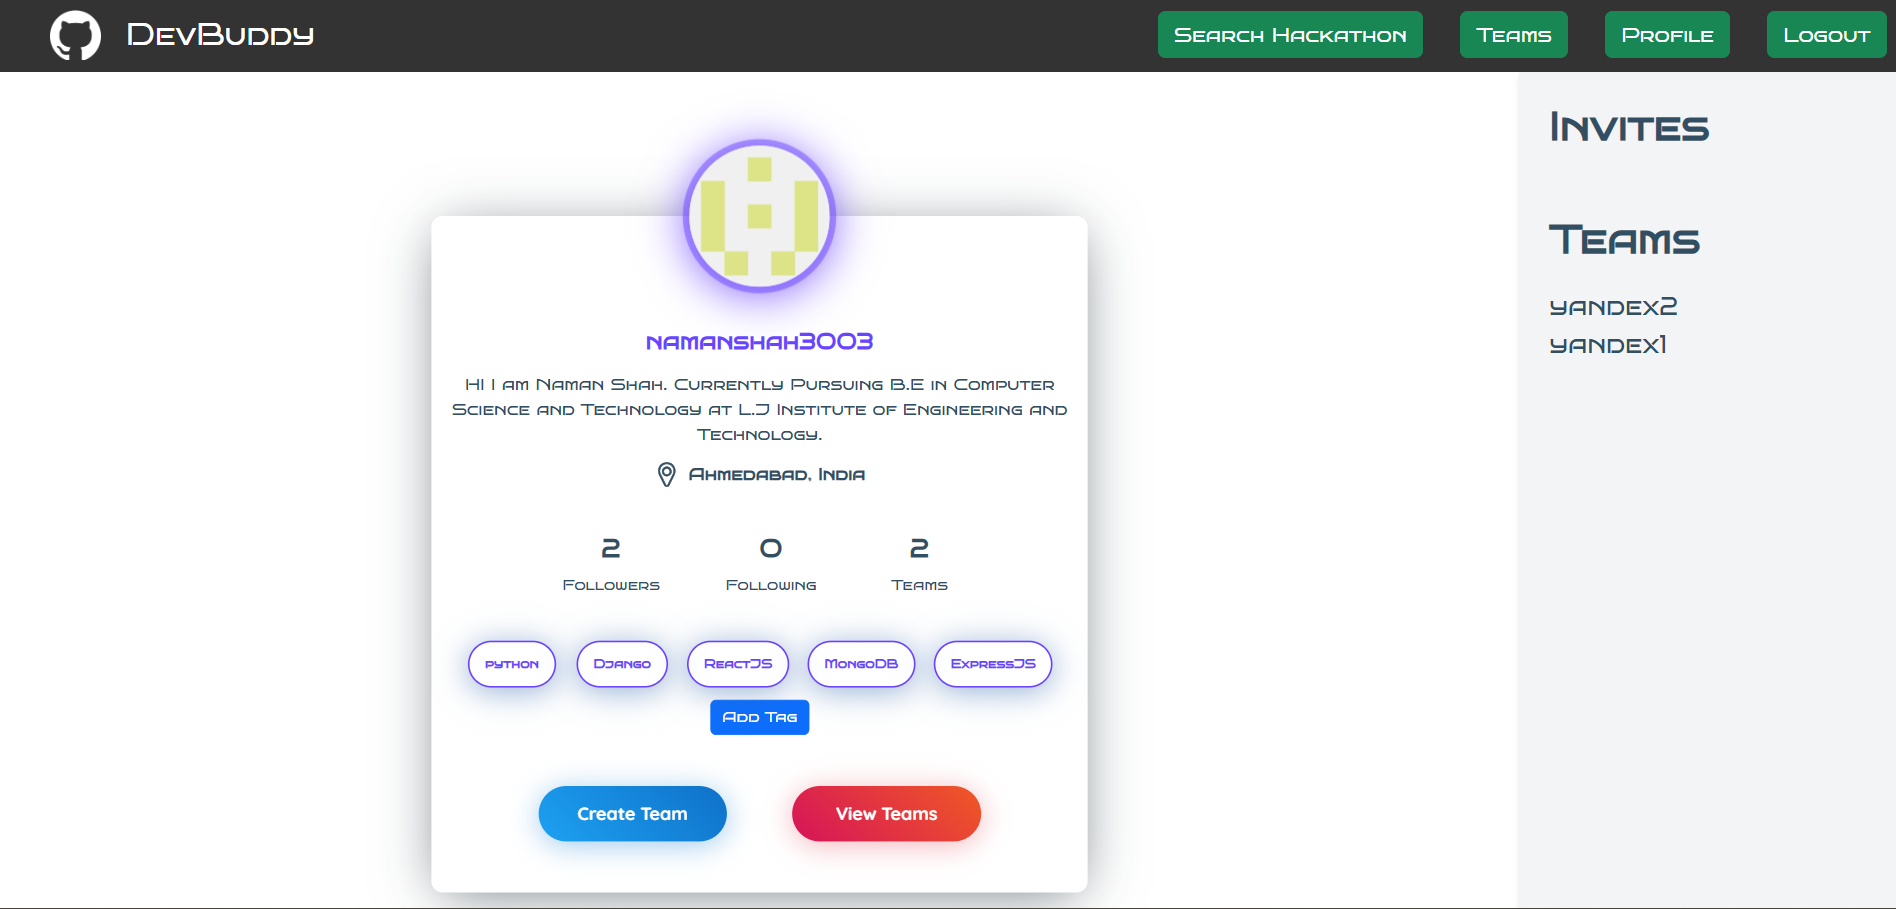 DevBuddy
Search Hackathon
Teams
Profile
Logout
namanshah3003
HI I am Naman Shah. Currently Pursuing B.E in Computer
Science and Technology at L.J Institute of Engineering and
Technology.
Ahmedabad, India
2 0 2
Followers Following Teams
python Django ReactJS MongoDB ExpressJS
Add Tag
Create Team View Teams
Invites
Teams
yandex2
yandex1